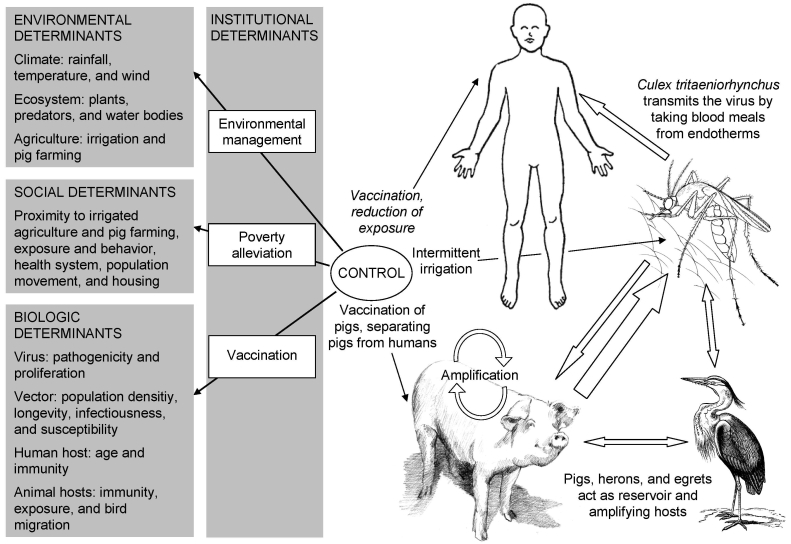 ENVIRONMENTAL
DETERMINANTS
Climate: rainfall,
temperature, and wind
Ecosystem: plants,
predators, and water bodies
Agriculture: irrigation and
pig farming
SOCIAL DETERMINANTS
Proximity to irrigated
agriculture and pig farming,
exposure and behavior,
health system, population
movement, and housing
BIOLOGIC
DETERMINANTS
Virus: pathogenicity and
proliferation
Vector: population densitiy,
longevity, infectiousness,
and susceptibility
Human host: age and
immunity
Animal hosts: immunity,
exposure, and bird
migration
INSTITUTIONAL
DETERMINANTS
Environmental
management
Poverty
alleviation
Vaccination
CONTROL
Vaccination,
reduction of
exposure
Intermittent
irrigation
Vaccination of
pigs, separating
pigs from humans
Amplification
Culex tritaeniorhynchus
transmits the virus by
taking blood meals
from endotherms
Pigs, herons, and egrets
act as reservoir and
amplifying hosts